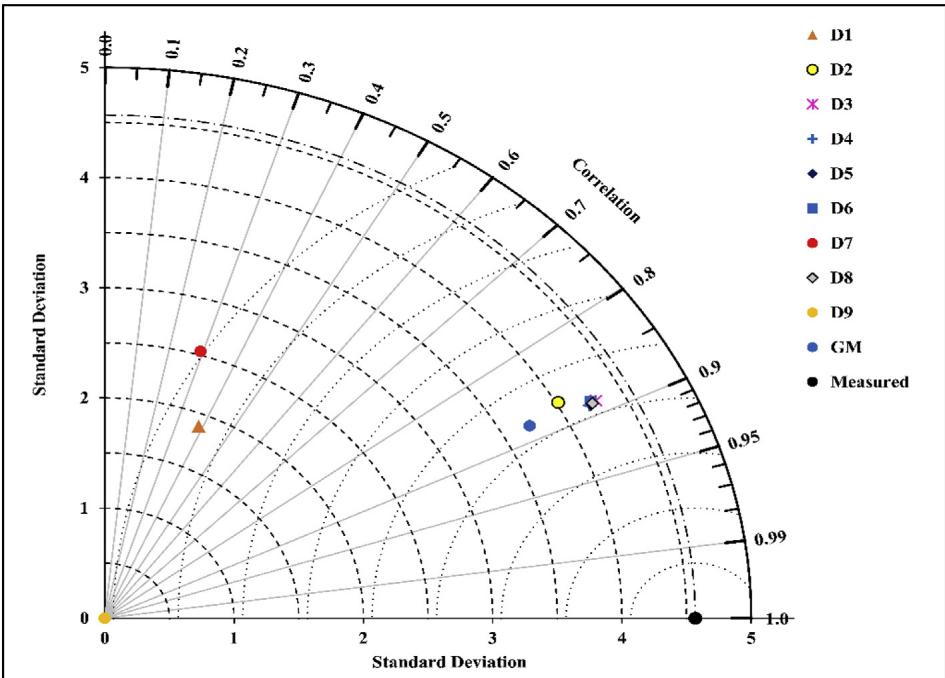 0.0
0.1
0.2
0.3
0.4
0.5
0.6
0.7
0.8
0.9
0.95
0.99
1.0
Correlation
5
4
3
2
1
0
Standard Deviation
0
1
2
3
4
5
Standard Deviation
D1
D2
D3
D4
D5
D6
D7
D8
D9
GM
Measured